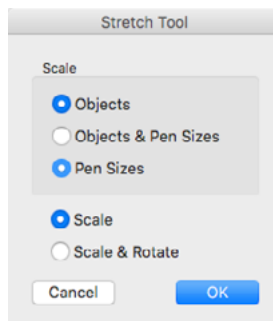 Stretch Tool
Scale
Objects
Objects & Pen Sizes
Pen Sizes
Scale
Scale & Rotate
Cancel OK